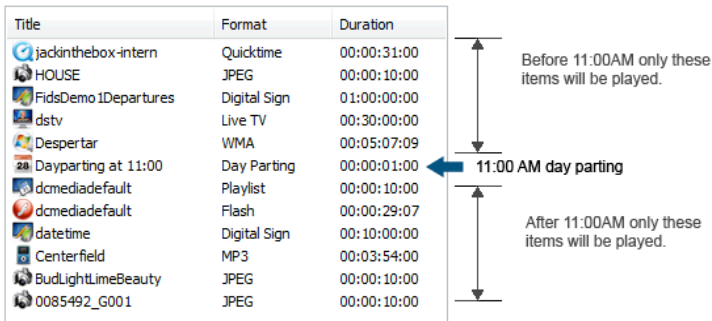 Title Format Duration
jackinthebox-intern Quicktime 00:00:31:00
HOUSE JPEG 00:00:10:00
FidsDemo1Departures Digital Sign 01:00:00:00
dstv Live TV 00:30:00:00
Despertar WMA 00:05:07:09
28 Dayparting at 11:00 Day Parting 00:00:01:00
dcmediadefault Playlist 00:00:10:00
dcmediadefault Flash 00:00:29:07
datetime Digital Sign 00:10:00:00
Centerfield MP3 00:03:54:00
BudLightLimeBeauty JPEG 00:00:10:00
0085492_G001 JPEG 00:00:10:00
Before 11:00AM only these
items will be played.
11:00 AM day parting
After 11:00AM only these
items will be played.